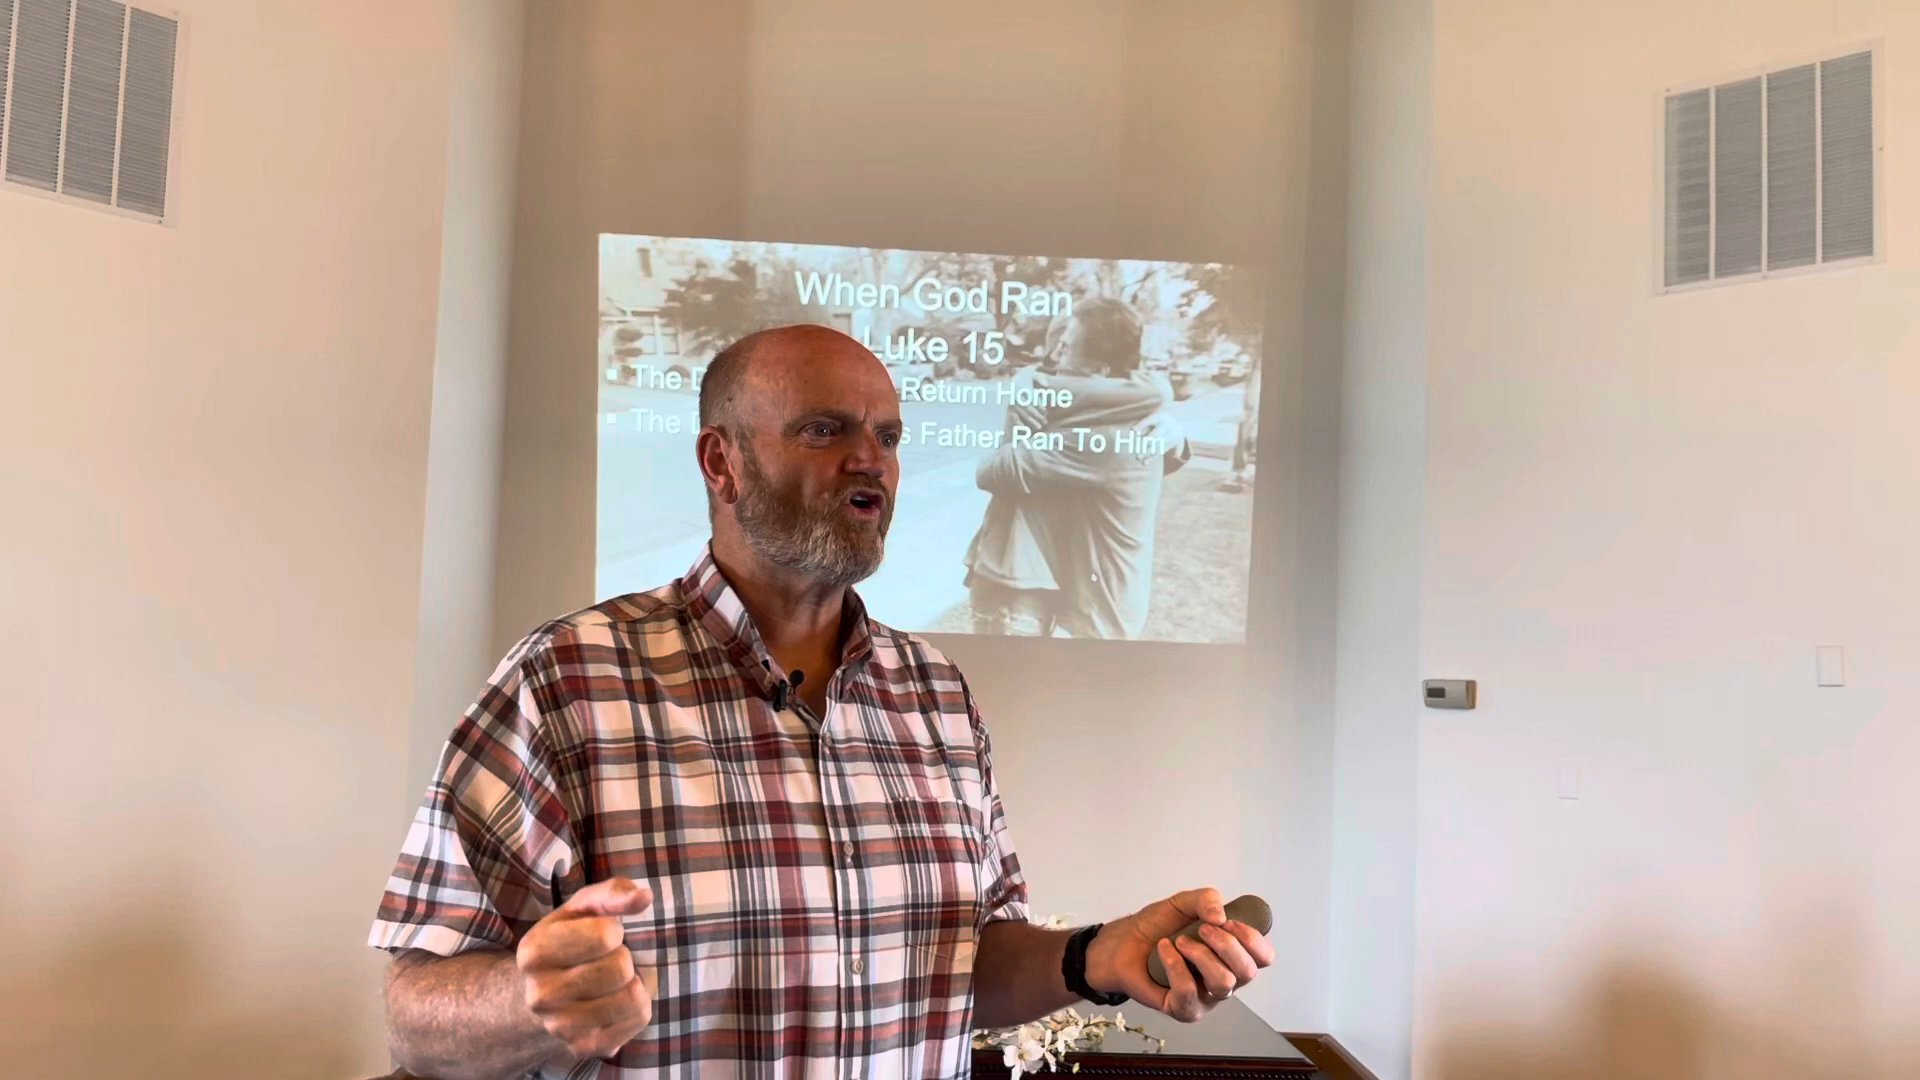 When God Ran
Luke 15
▪ The Return Home
▪ The Father Ran To Him